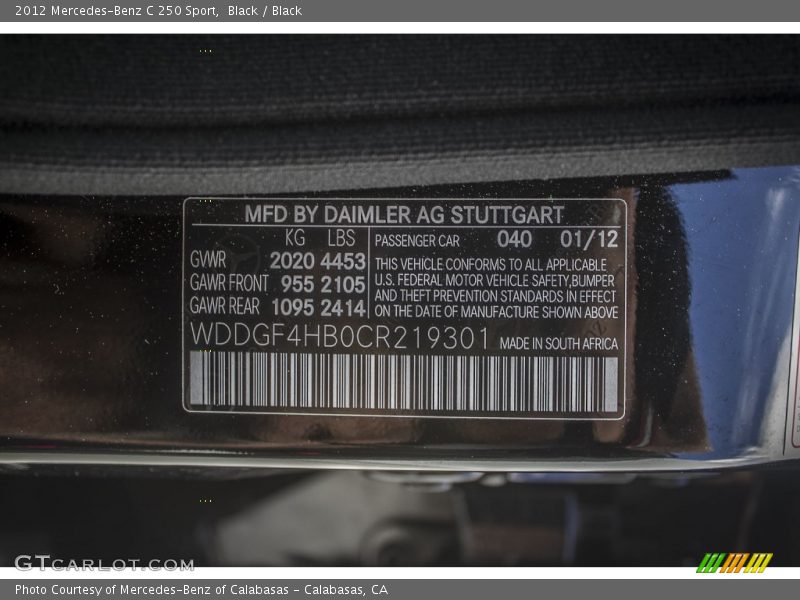 2012 Mercedes-Benz C 250 Sport,  Black / Black
MFD BY DAIMLER AG STUTTGART
KG LBS PASSENGER CAR 040 01/12
GVWR 2020 4453 THIS VEHICLE CONFORMS TO ALL APPLICABLE
GAWR FRONT 955 2105 U.S. FEDERAL MOTOR VEHICLE SAFETY,BUMPER
AND THEFT PREVENTION STANDARDS IN EFFECT
GAWR REAR 1095 2414 ON THE DATE OF MANUFACTURE SHOWN ABOVE
WDDGF4HB0CR219301 MADE IN SOUTH AFRICA
GTCARLOT.COM
Photo Courtesy of Mercedes-Benz of Calabasas - Calabasas, CA